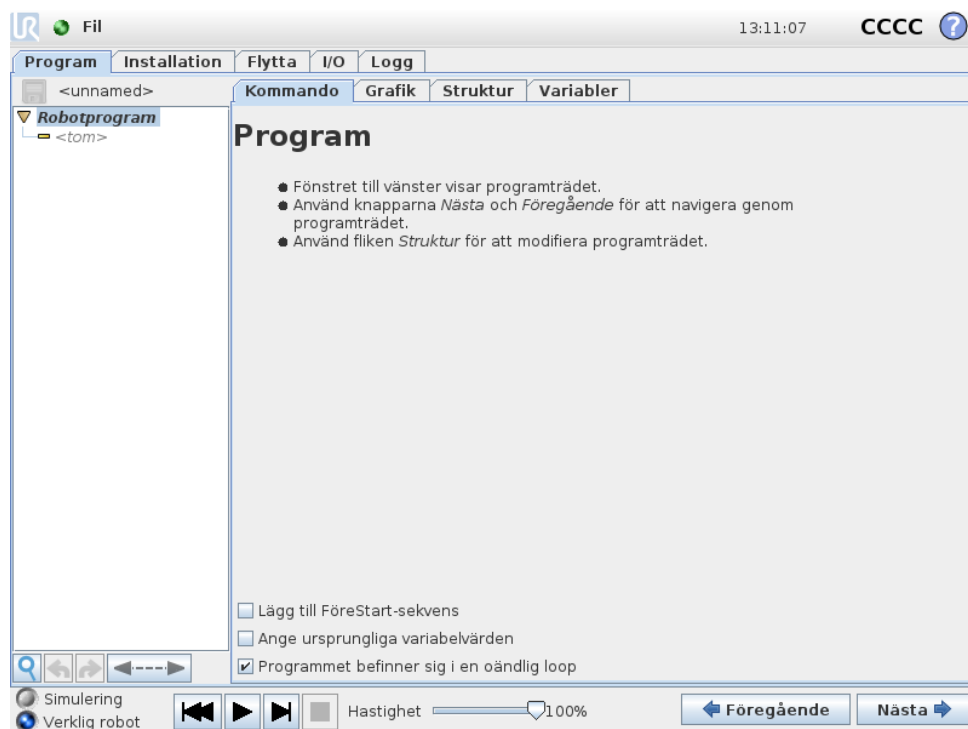 UR Fil 13:11:07 CCCC ?
Program Installation Flytta I/O Logg
<unnamed>
Kommando Grafik Struktur Variabler
Robotprogram
<tom>
Program
Fönstret till vänster visar programträdet.
Använd knapparna Nästa och Föregående för att navigera genom
programträdet.
Använd fliken Struktur för att modifiera programträdet.
Lägg till FöreStart-sekvens
Ange ursprungliga variabelvärden
Programmet befinner sig i en oändlig loop
Simulering
Verklig robot
Hastighet 100%
Föregående Nästa